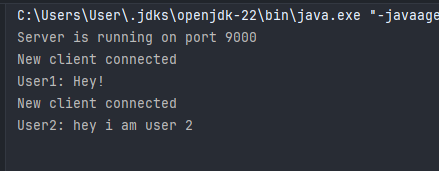 C:\Users\User\.jdks\openjdk-22\bin\java.exe "-javaage
Server is running on port 9000
New client connected
User1: Hey!
New client connected
User2: hey i am user 2